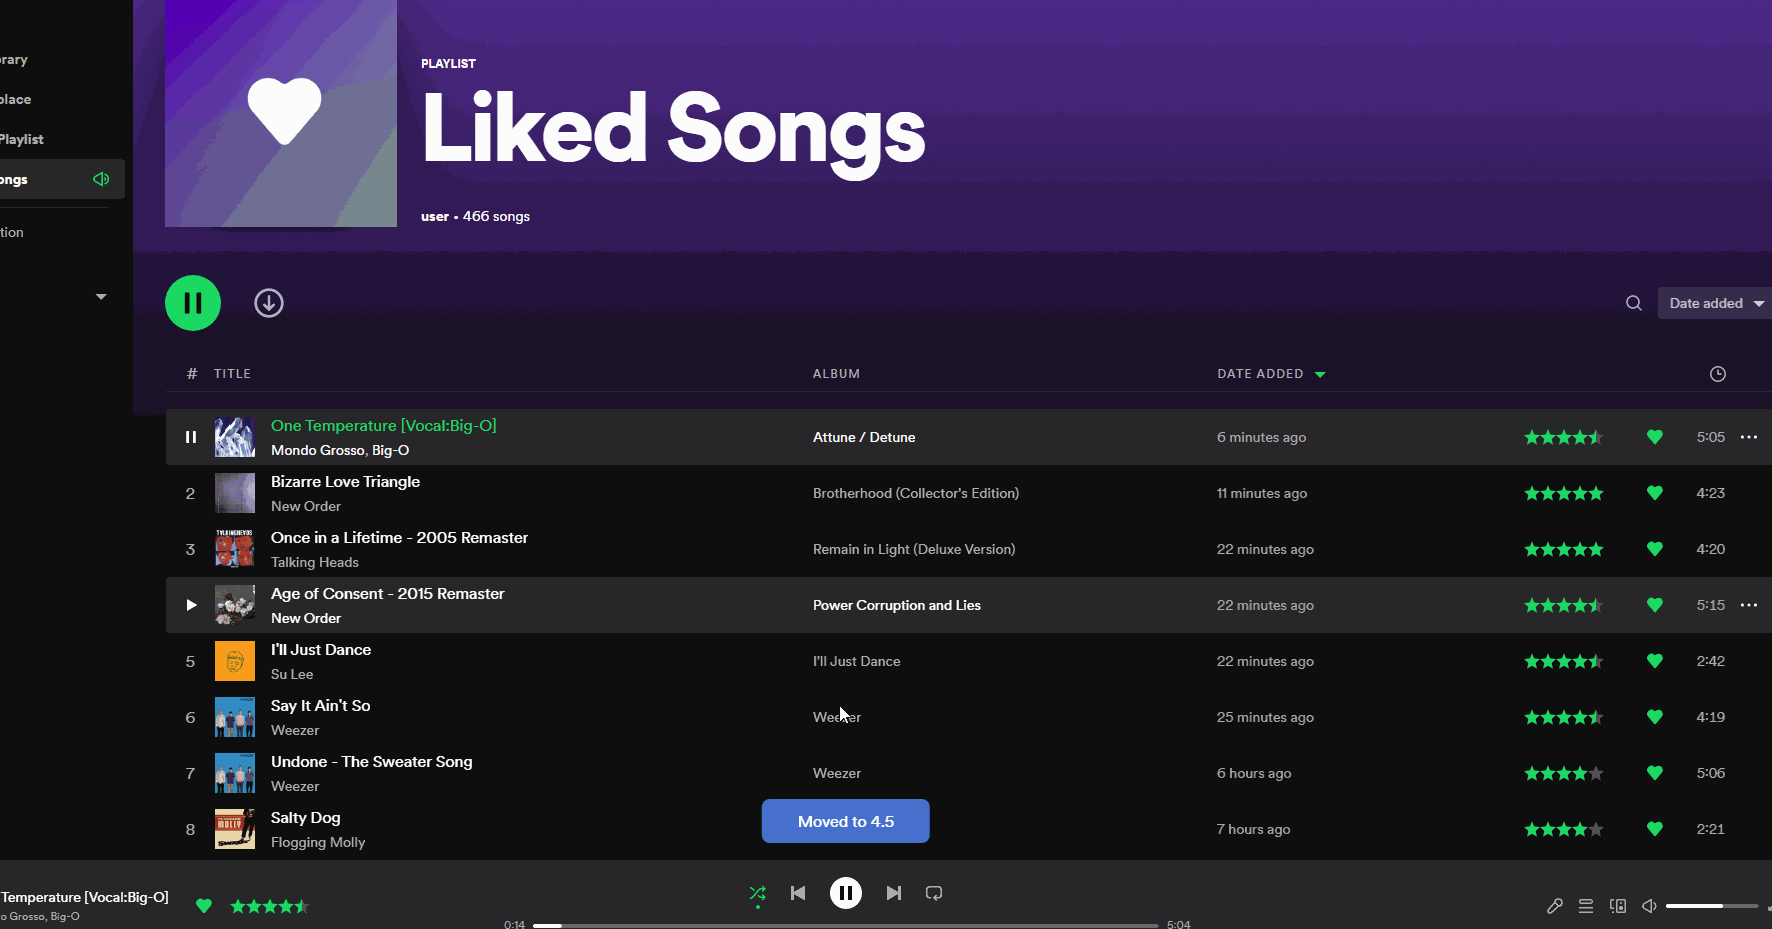 rary
place
Playlist
ongs
tion
PLAYLIST
Liked Songs
user • 466 songs
Date added
# TITLE ALBUM DATE ADDED
One Temperature [Vocal:Big-O]
Mondo Grosso, Big-O
Attune / Detune
6 minutes ago
5:05
2
Bizarre Love Triangle
New Order
Brotherhood (Collector's Edition)
11 minutes ago
4:23
3
Once in a Lifetime - 2005 Remaster
Talking Heads
Remain in Light (Deluxe Version)
22 minutes ago
4:20
Age of Consent - 2015 Remaster
New Order
Power Corruption and Lies
22 minutes ago
5:15
5
I'll Just Dance
Su Lee
I'll Just Dance
22 minutes ago
2:42
6
Say It Ain't So
Weezer
Weezer
25 minutes ago
4:19
7
Undone - The Sweater Song
Weezer
Weezer
6 hours ago
5:06
8
Salty Dog
Flogging Molly
7 hours ago
2:21
Moved to 4.5
Temperature [Vocal:Big-O]
o Grosso, Big-O
0:14
5:04